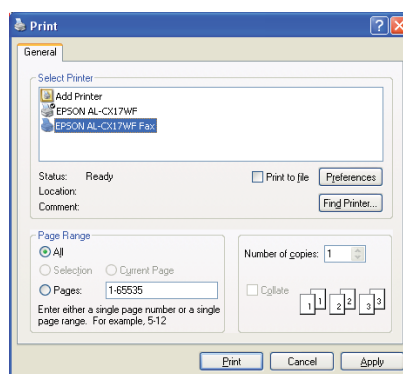 Print
General
Select Printer
Add Printer
EPSON AL-CX17WF
EPSON AL-CX17WF Fax
Status: Ready
Location:
Comment:
Print to file
Preferences
Find Printer...
Page Range
All
Selection Current Page
Pages: 1-65535
Enter either a single page number or a single
page range. For example, 5-12
Number of copies: 1
Collate
1 1 2 2 3 3
Print Cancel Apply